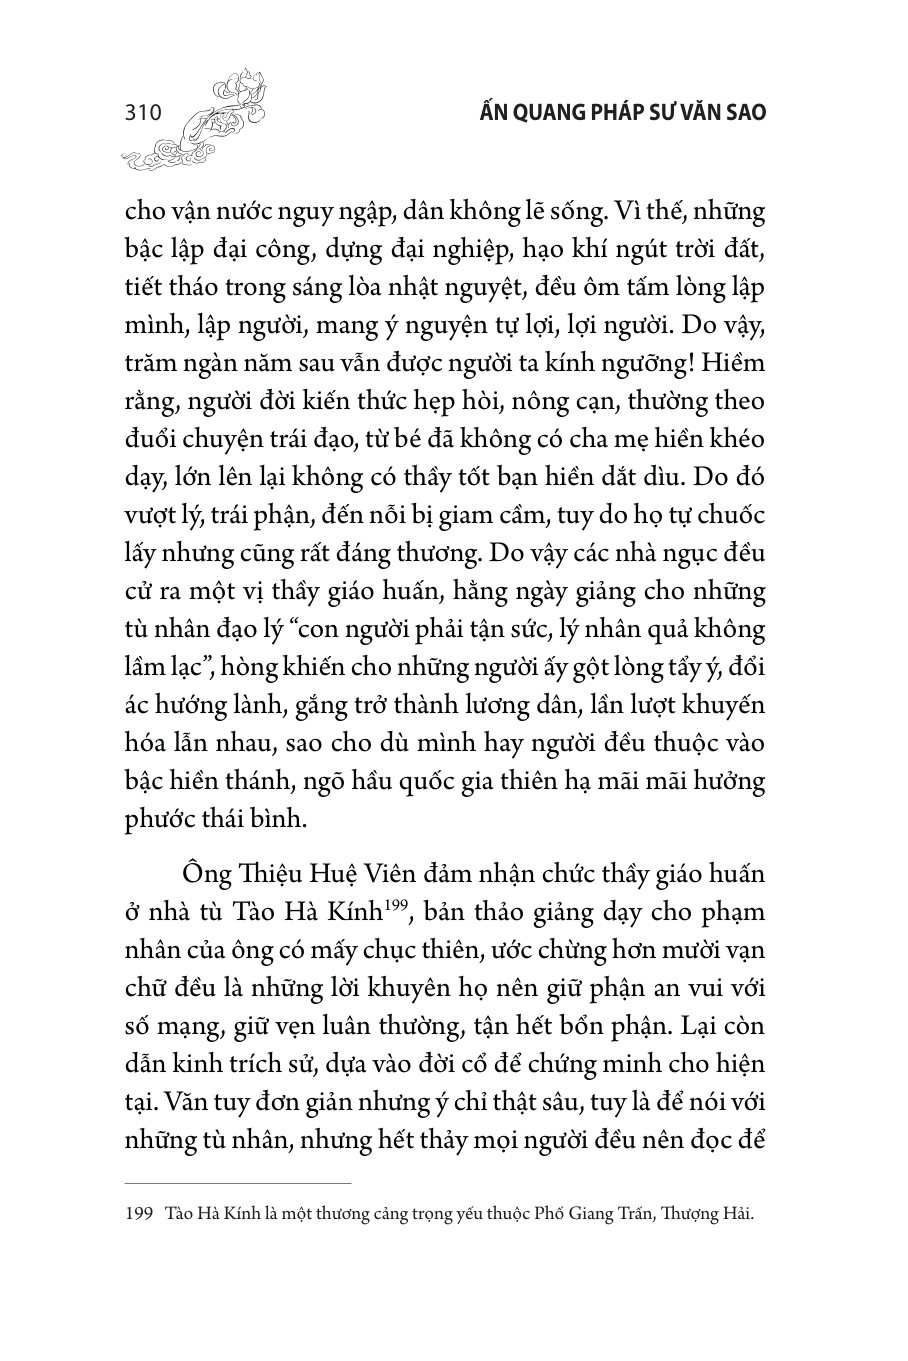 310
ẤN QUANG PHÁP SƯ VĂN SAO
cho vận nước nguy ngập, dân không lẽ sống. Vì thế, những
bậc lập đại công, dựng đại nghiệp, hạo khí ngút trời đất,
tiết tháo trong sáng lòa nhật nguyệt, đều ôm tấm lòng lập
mình, lập người, mang ý nguyện tự lợi, lợi người. Do vậy,
trăm ngàn năm sau vẫn được người ta kính ngưỡng! Hiềm
rằng, người đời kiến thức hẹp hòi, nông cạn, thường theo
đuổi chuyện trái đạo, từ bé đã không có cha mẹ hiền khéo
dạy, lớn lên lại không có thầy tốt bạn hiền dắt dìu. Do đó
vượt lý, trái phận, đến nỗi bị giam cầm, tuy do họ tự chuốc
lấy nhưng cũng rất đáng thương. Do vậy các nhà ngục đều
cử ra một vị thầy giáo huấn, hằng ngày giảng cho những
tù nhân đạo lý “con người phải tận sức, lý nhân quả không
lầm lạc”, hòng khiến cho những người ấy gột lòng tẩy ý, đổi
ác hướng lành, gắng trở thành lương dân, lần lượt khuyến
hóa lẫn nhau, sao cho dù mình hay người đều thuộc vào
bậc hiền thánh, ngõ hầu quốc gia thiên hạ mãi mãi hưởng
phước thái bình.
Ông Thiệu Huệ Viên đảm nhận chức thầy giáo huấn
ở nhà tù Tào Hà Kính199, bản thảo giảng dạy cho phạm
nhân của ông có mấy chục thiên, ước chừng hơn mười vạn
chữ đều là những lời khuyên họ nên giữ phận an vui với
số mạng, giữ vẹn luân thường, tận hết bổn phận. Lại còn
dẫn kinh trích sử, dựa vào đời cổ để chứng minh cho hiện
tại. Văn tuy đơn giản nhưng ý chỉ thật sâu, tuy là để nói với
những tù nhân, nhưng hết thảy mọi người đều nên đọc để
199 Tào Hà Kính là một thương cảng trọng yếu thuộc Phố Giang Trấn, Thượng Hải.